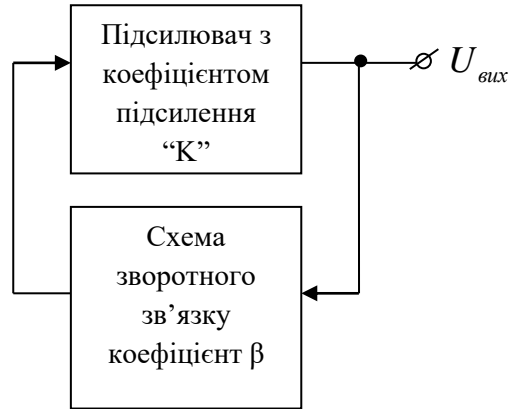 Підсилювач з
коефіцієнтом
підсилення
“К”
U вих
Схема
зворотного
зв’язку
коефіцієнт β